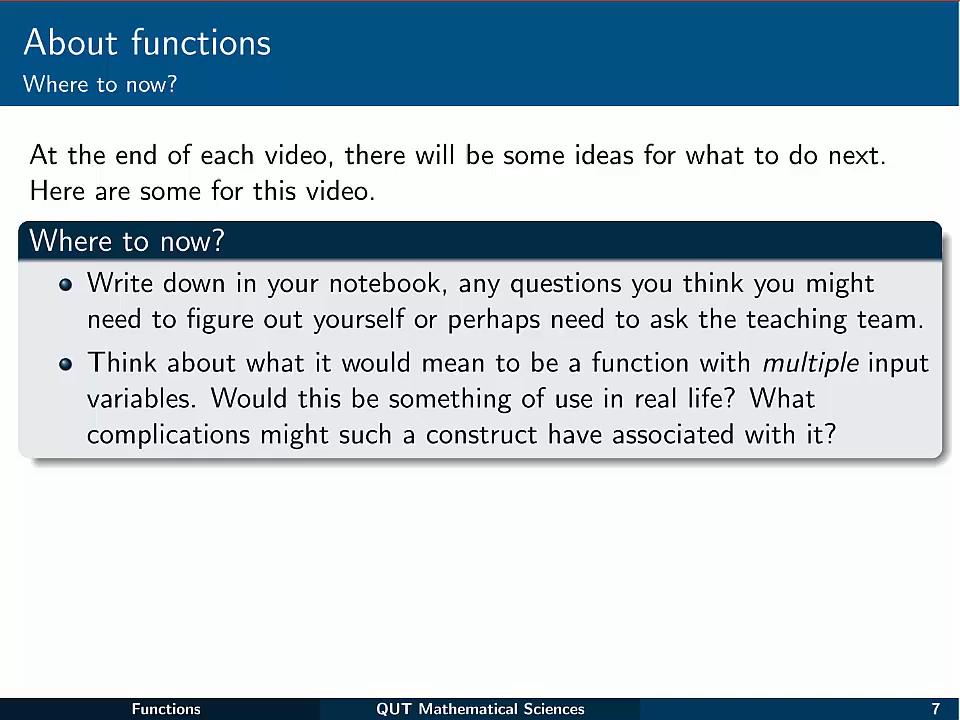 About functions
Where to now?
At the end of each video, there will be some ideas for what to do next.
Here are some for this video.
Where to now?
Write down in your notebook, any questions you think you might
need to figure out yourself or perhaps need to ask the teaching team.
Think about what it would mean to be a function with multiple input
variables. Would this be something of use in real life? What
complications might such a construct have associated with it?
Functions
QUT Mathematical Sciences
7